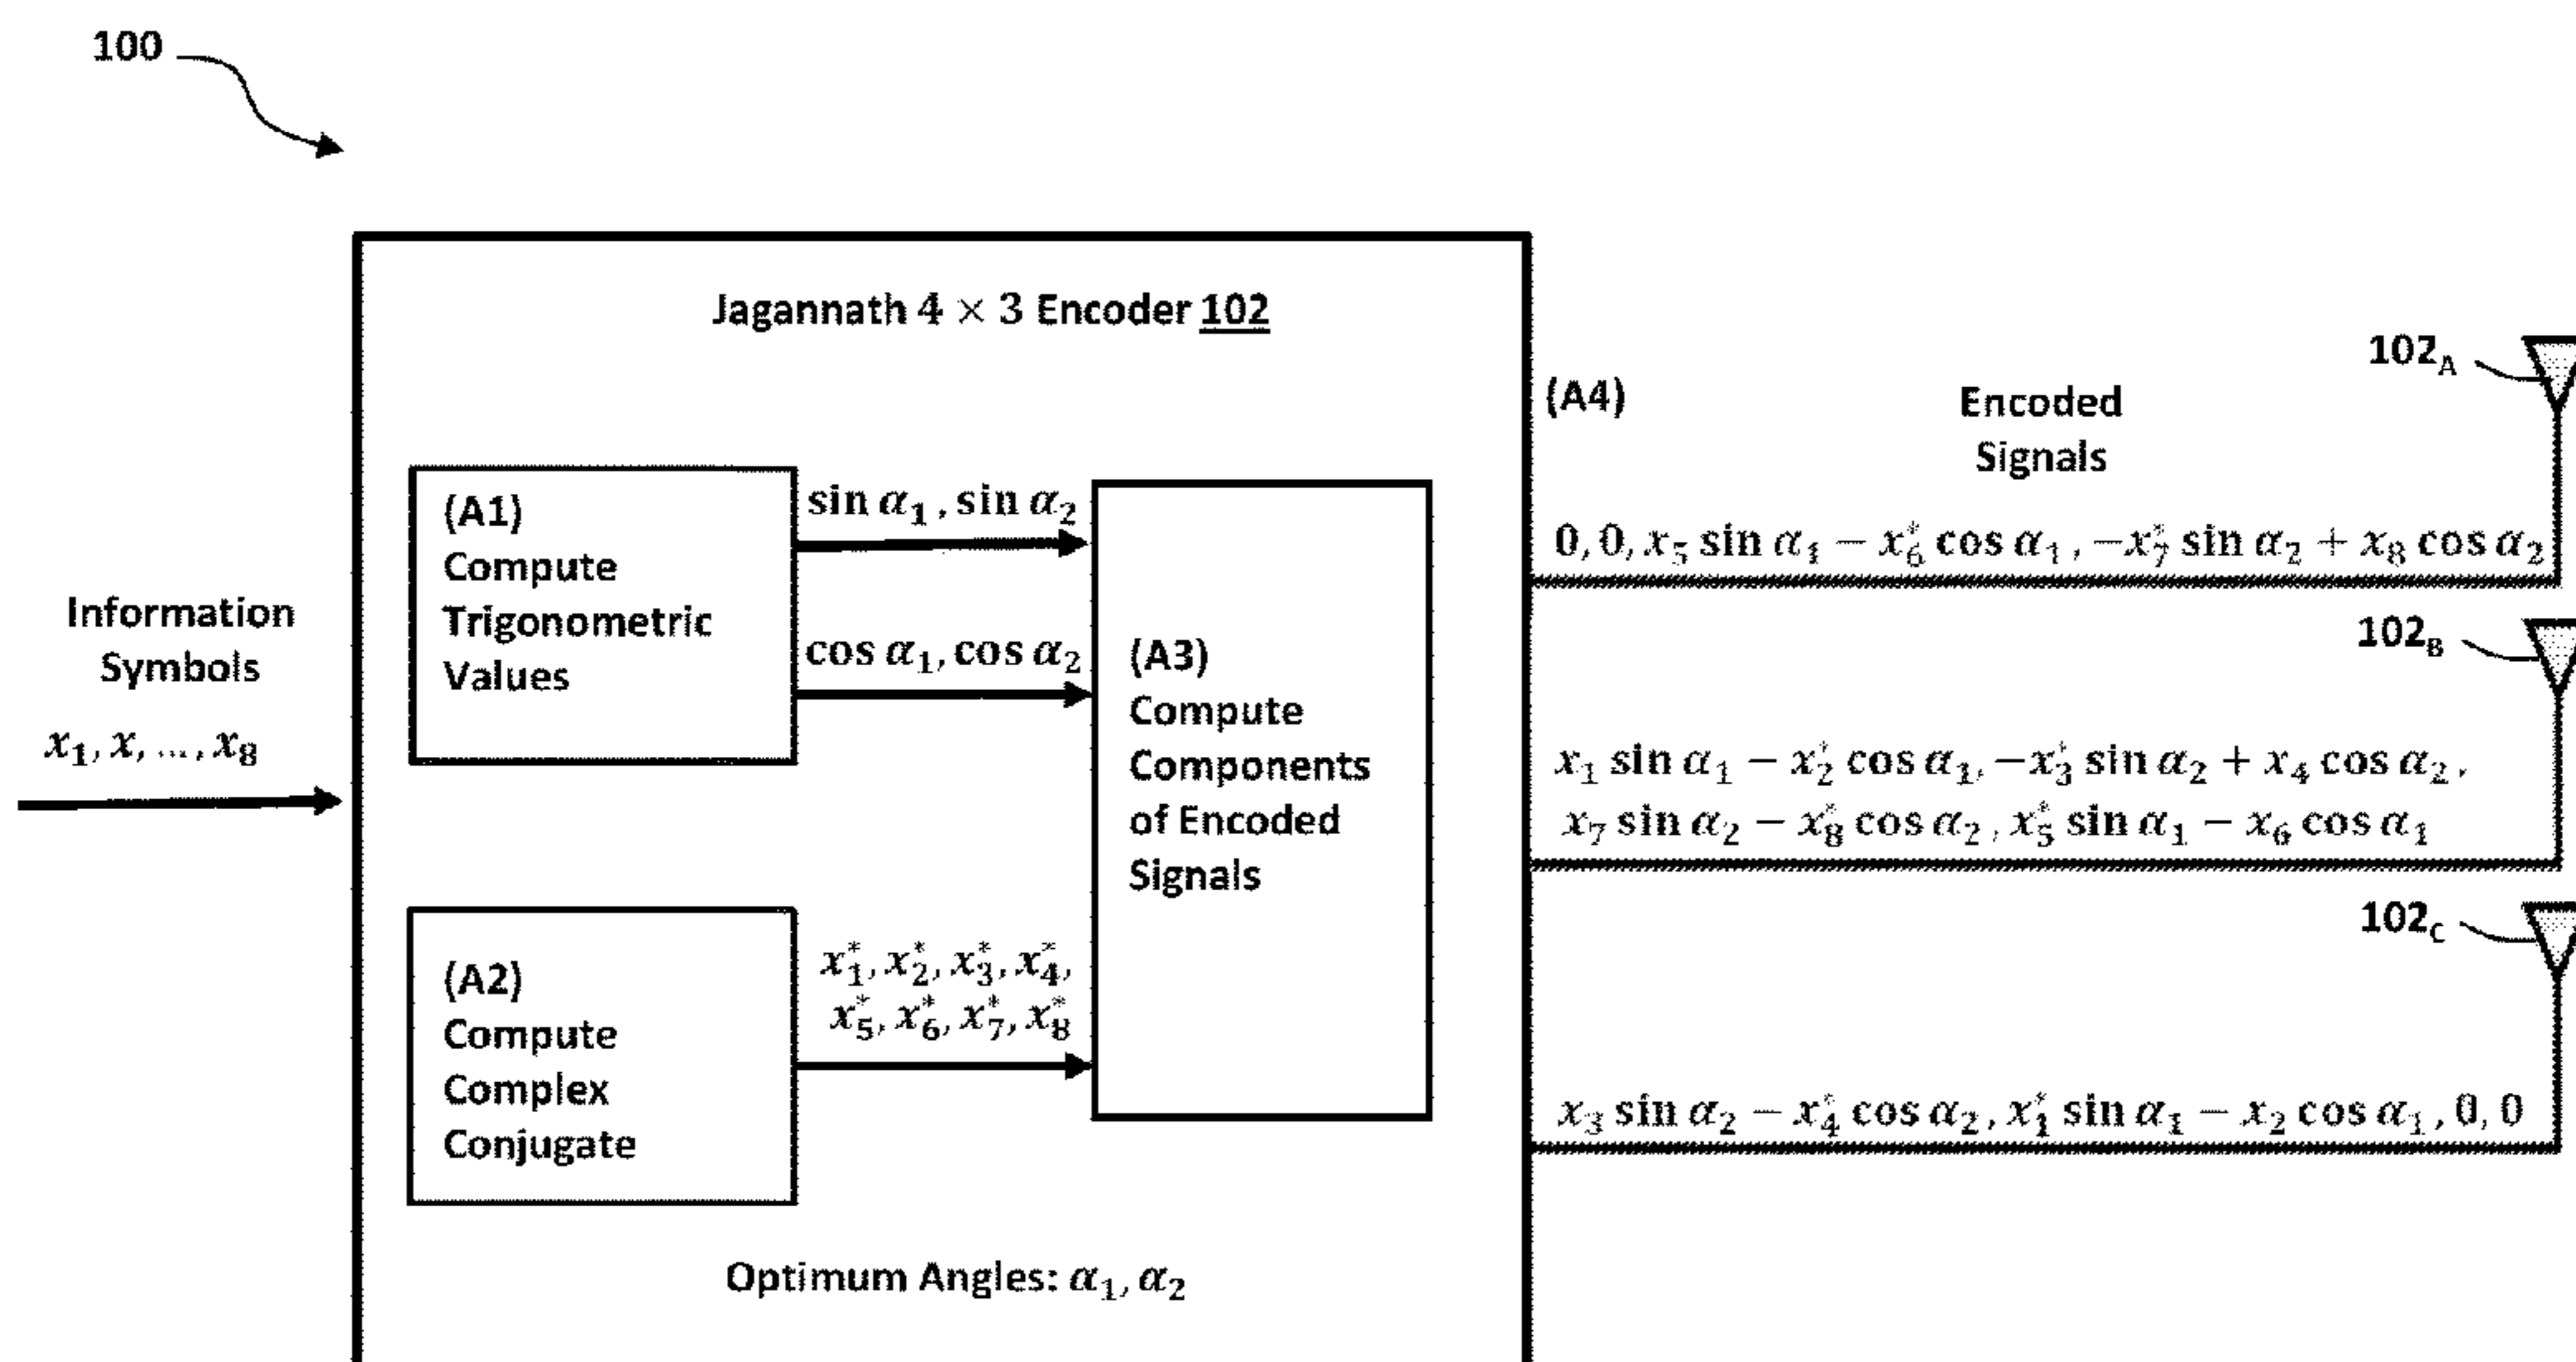 100
Jagannath 4 × 3 Encoder 102
(A1)
Compute
Trigonometric
Values
sin α₁, sin α₂
cos α₁, cos α₂
(A2)
Compute
Complex
Conjugate
x₁*, x₂*, x₃*, x₄*,
x₅*, x₆*, x₇*, x₈*
(A3)
Compute
Components
of Encoded
Signals
Optimum Angles: α₁, α₂
Information
Symbols
x₁, x, ..., x₈
(A4)
Encoded
Signals
102_A
0, 0, x₅ sin α₁ − x₆* cos α₁, −x₇* sin α₂ + x₈ cos α₂
102_B
x₁ sin α₁ − x₂* cos α₁, −x₃* sin α₂ + x₄ cos α₂,
x₇ sin α₂ − x₈* cos α₂, x₅* sin α₁ − x₆ cos α₁
102_C
x₃ sin α₂ − x₄* cos α₂, x₁* sin α₁ − x₂ cos α₁, 0, 0